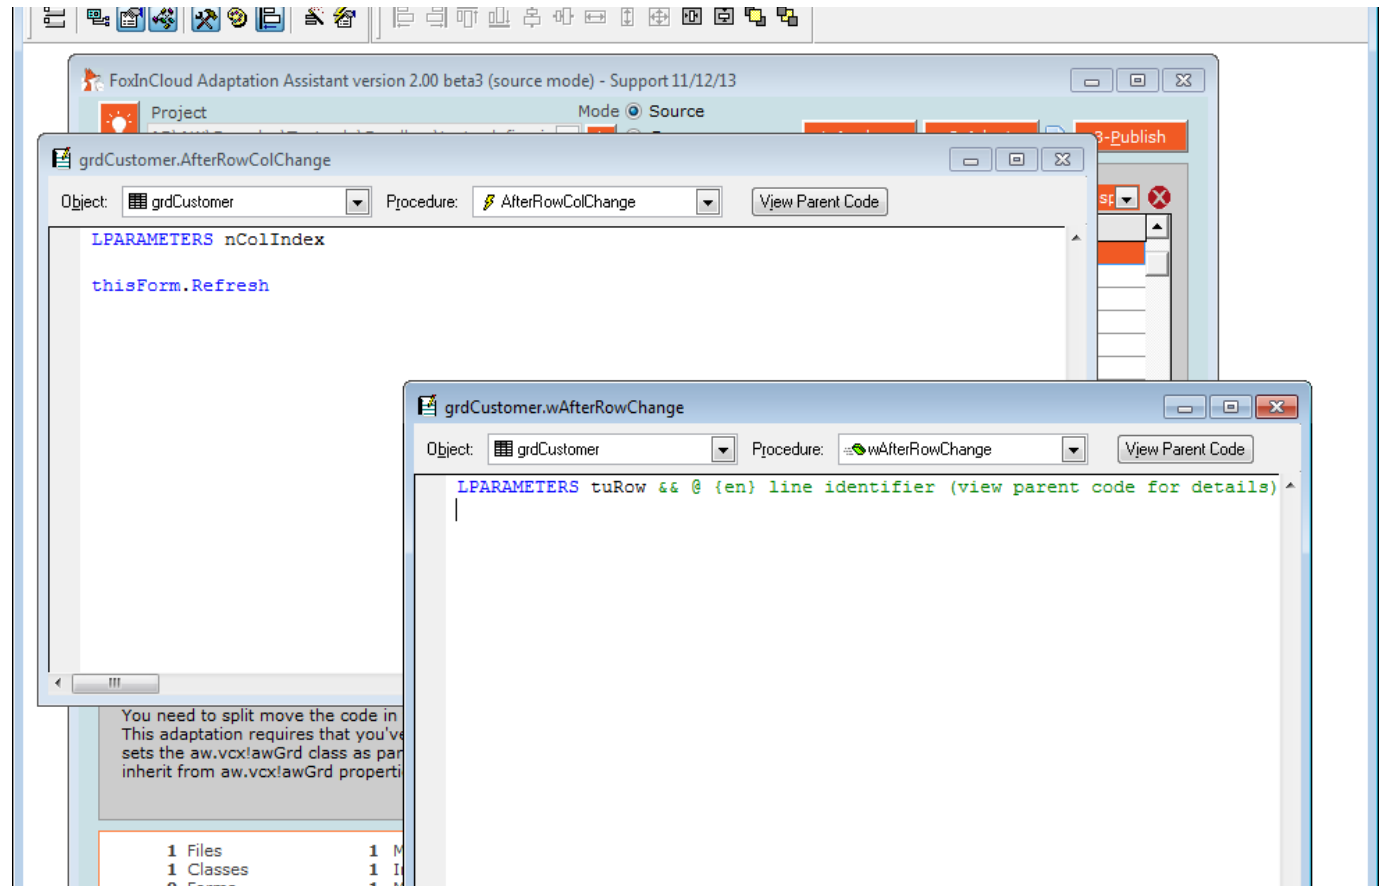 FoxInCloud Adaptation Assistant version 2.00 beta3 (source mode) - Support 11/12/13
Project
Mode Source
3-Publish
grdCustomer.AfterRowColChange
Object: grdCustomer Procedure: AfterRowColChange View Parent Code
LPARAMETERS nColIndex
thisForm.Refresh
grdCustomer.wAfterRowChange
Object: grdCustomer Procedure: wAfterRowChange View Parent Code
LPARAMETERS tuRow && @ {en} line identifier (view parent code for details)
You need to split move the code in
This adaptation requires that you've
sets the aw.vcx!awGrd class as par
inherit from aw.vcx!awGrd properti
1 Files 1 M
1 Classes 1